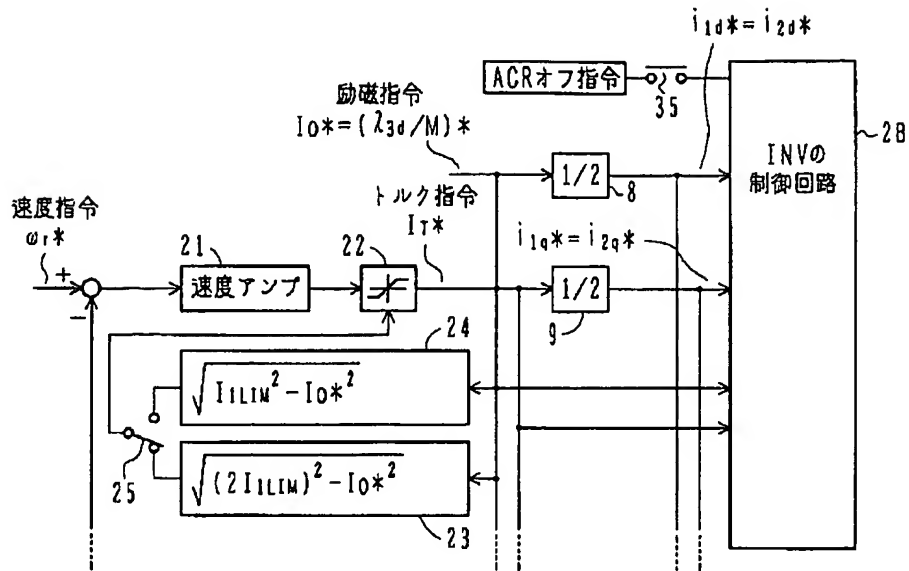 i1d*=i2d*
ACRオフ指令
35
28
励磁指令
I0*=(λ3d/M)*
INVの
制御回路
1/2
8
トルク指令
IT*
速度指令
ωr*
i1q*=i2q*
21
22
+
速度アンプ
1/2
9
−
24
√I1LIM²−I0*²
25
√(2I1LIM)²−I0*²
23